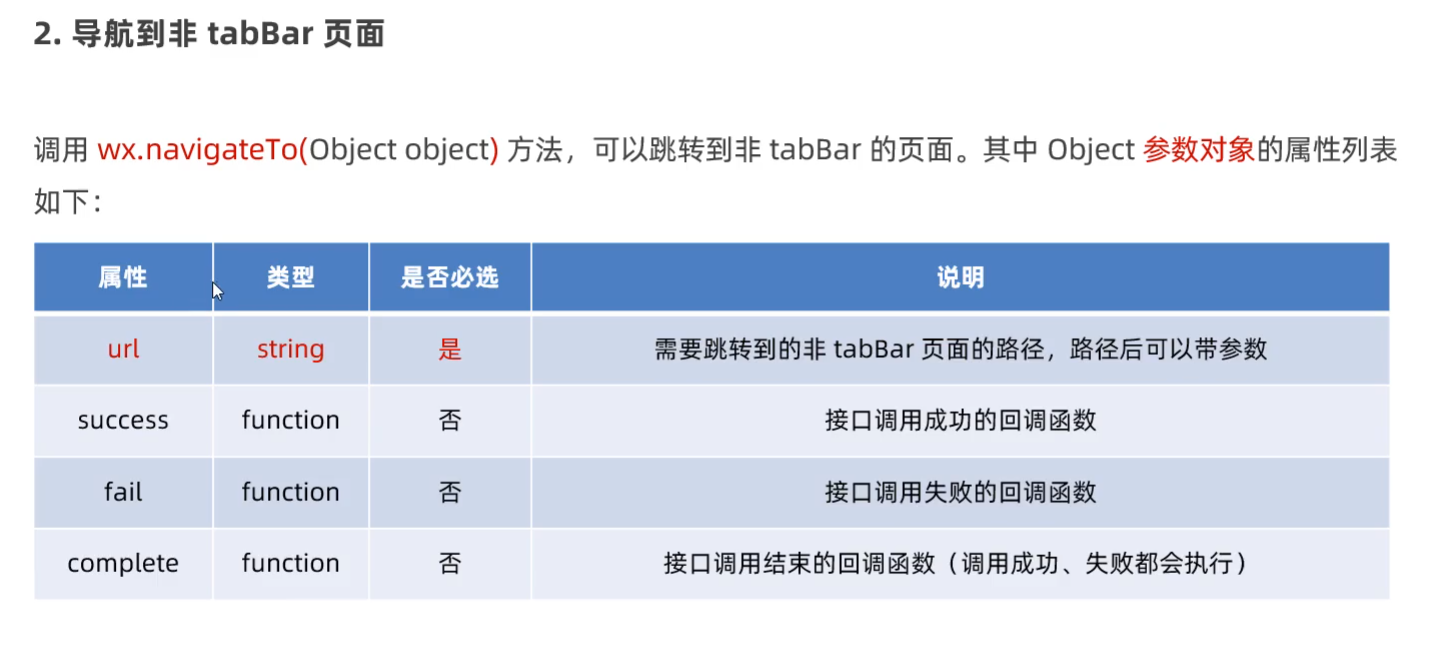 2. 导航到非 tabBar 页面
调用 wx.navigateTo(Object object) 方法，可以跳转到非 tabBar 的页面。其中 Object 参数对象的属性列表
如下：
属性 类型 是否必选 说明
url string 是 需要跳转到的非 tabBar 页面的路径，路径后可以带参数
success function 否 接口调用成功的回调函数
fail function 否 接口调用失败的回调函数
complete function 否 接口调用结束的回调函数（调用成功、失败都会执行）